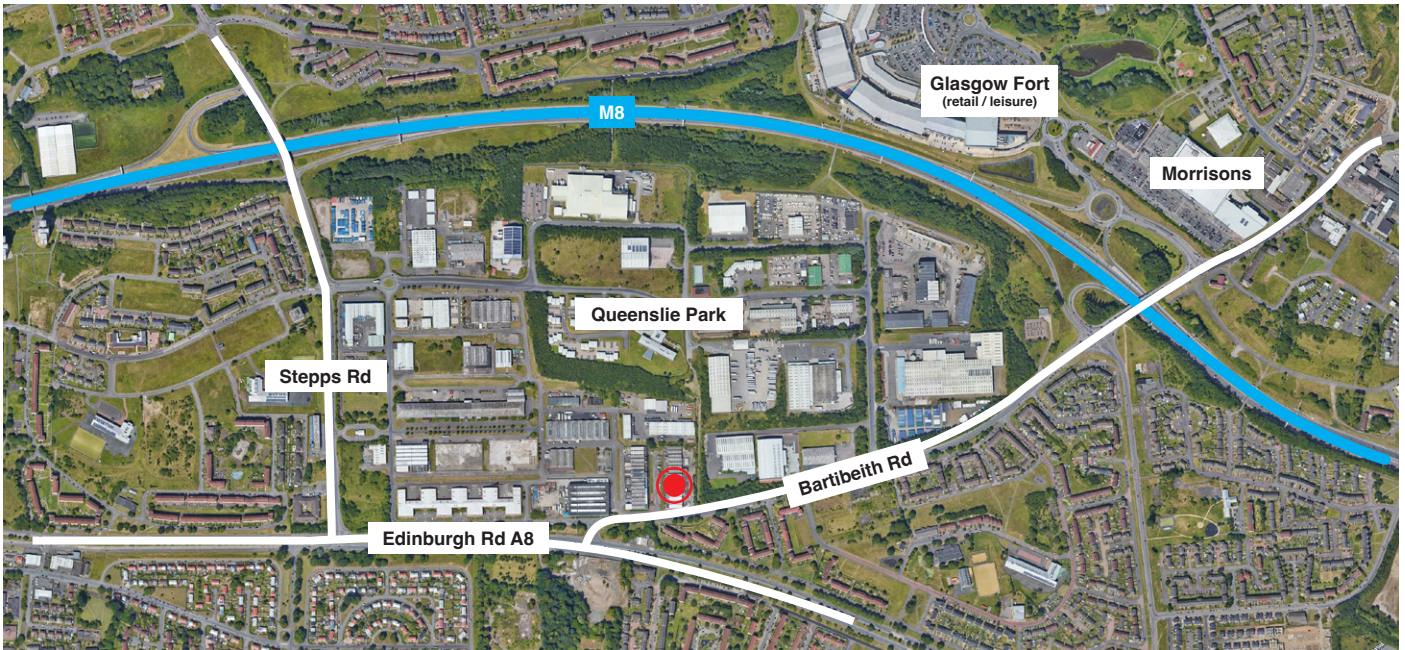 M8
Glasgow Fort
(retail / leisure)
Morrisons
Queenslie Park
Stepps Rd
Bartibeith Rd
Edinburgh Rd A8